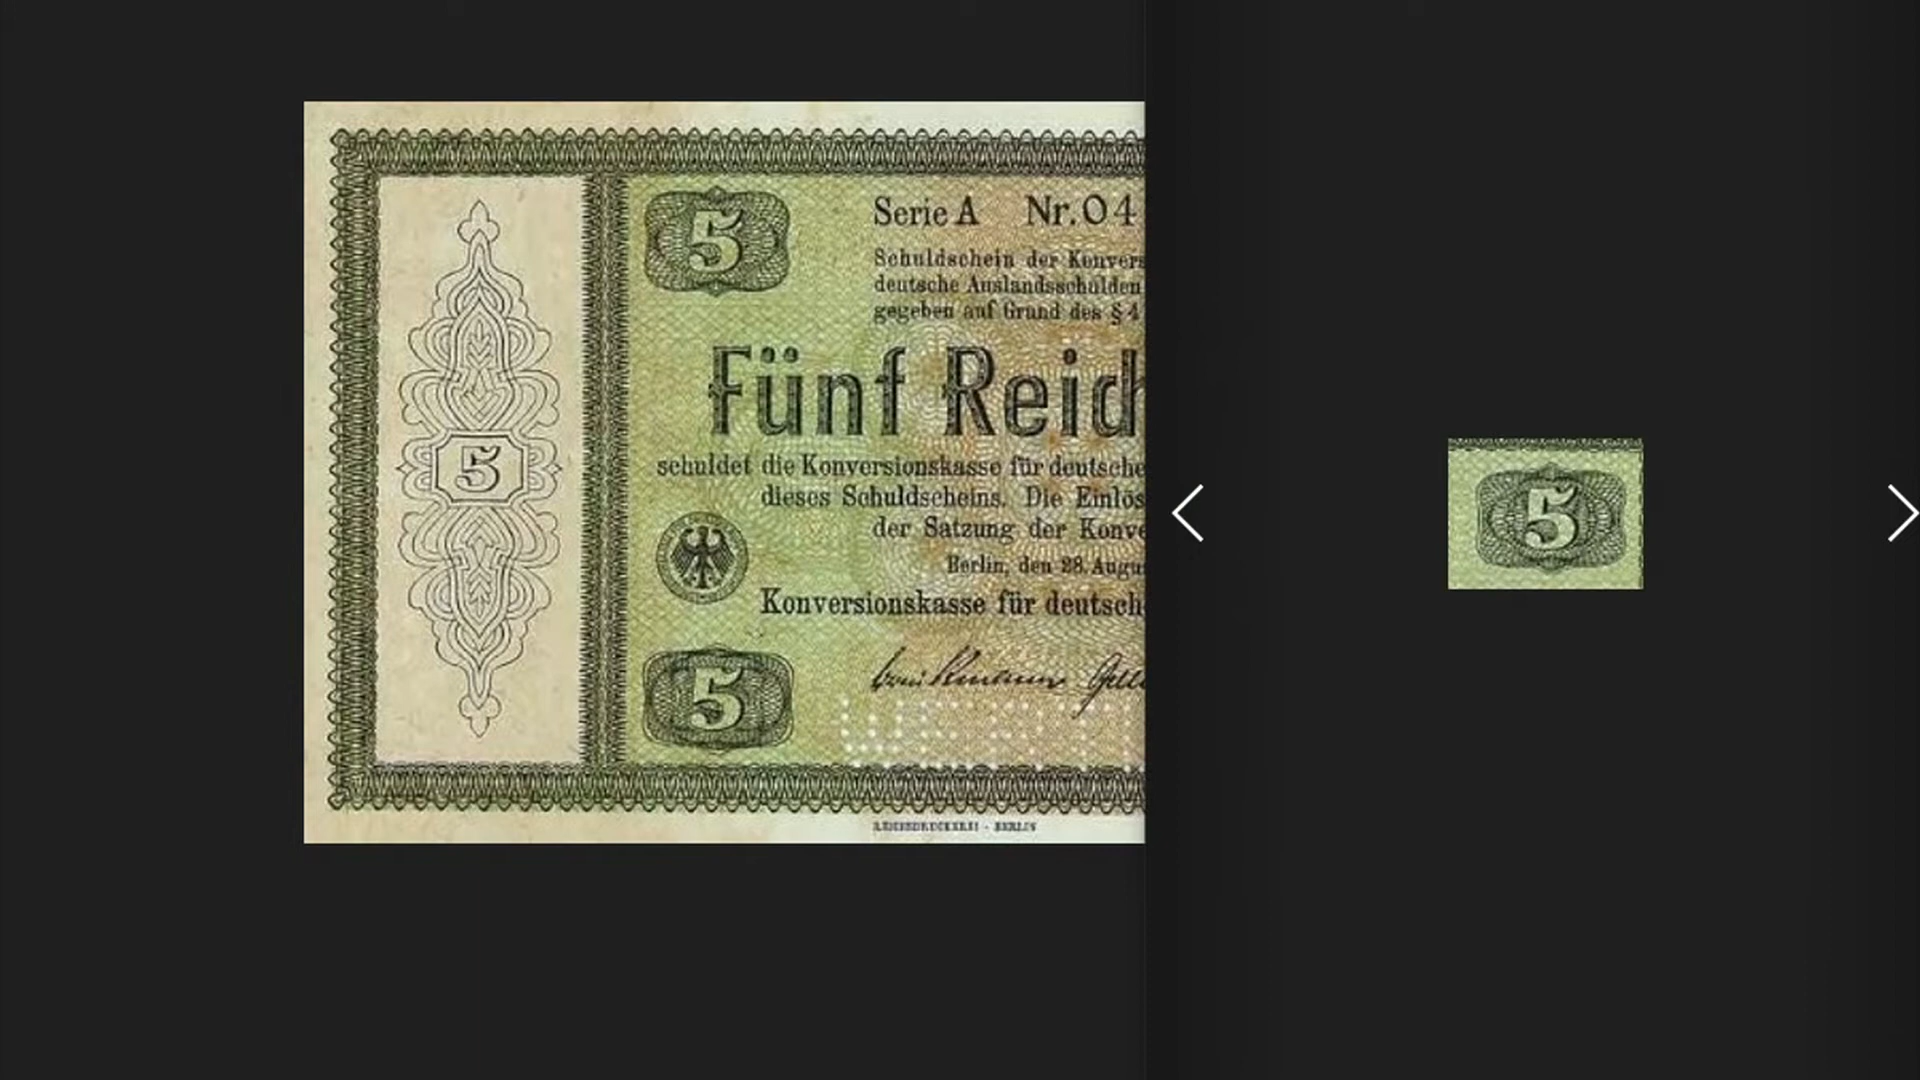 5
Serie A Nr. 04
Schuldschein der Konvers
deutsche Auslandsschulden
gegeben auf Grund des § 4
Fünf Reich
schuldet die Konversionskasse für deutsche
5
dieses Schuldscheins. Die Einlös
der Satzung der Konve
Berlin, den 28. Augu
Konversionskasse für deutsch
5
REICHSDRUCKEREI - BERLIN
5